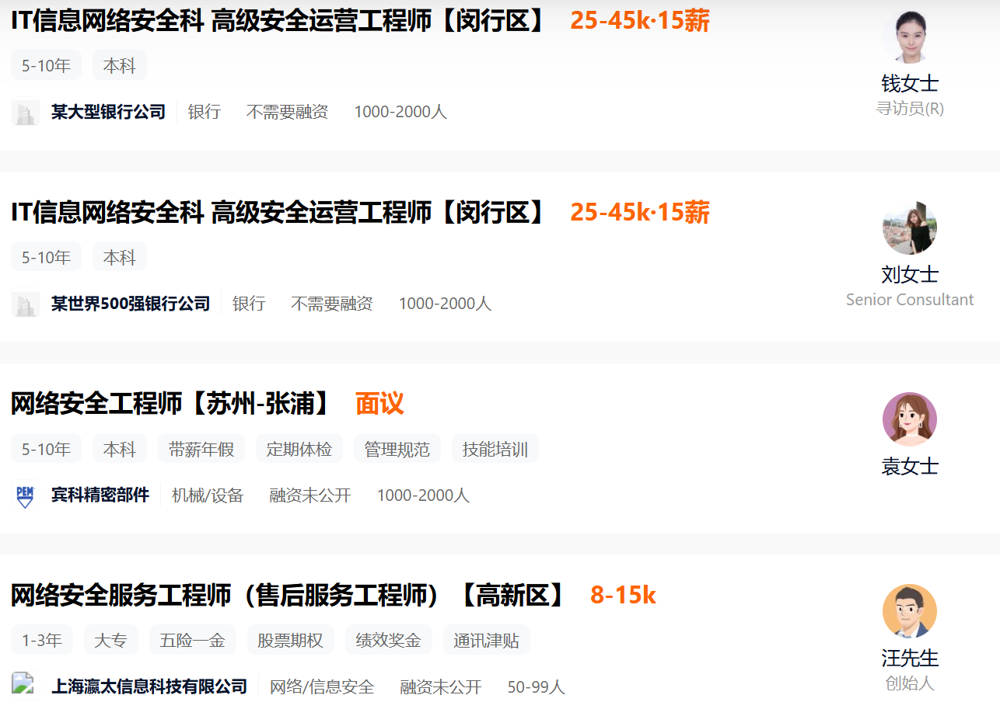 IT信息网络安全科 高级安全运营工程师【闵行区】 25-45k·15薪
5-10年 本科
某大型银行公司 银行 不需要融资 1000-2000人
钱女士
寻访员(R)
IT信息网络安全科 高级安全运营工程师【闵行区】 25-45k·15薪
5-10年 本科
某世界500强银行公司 银行 不需要融资 1000-2000人
刘女士
Senior Consultant
网络安全工程师【苏州-张浦】 面议
5-10年 本科 带薪年假 定期体检 管理规范 技能培训
PEM 宾科精密部件 机械/设备 融资未公开 1000-2000人
袁女士
网络安全服务工程师（售后服务工程师）【高新区】 8-15k
1-3年 大专 五险一金 股票期权 绩效奖金 通讯津贴
上海瀛太信息科技有限公司 网络/信息安全 融资未公开 50-99人
汪先生
创始人